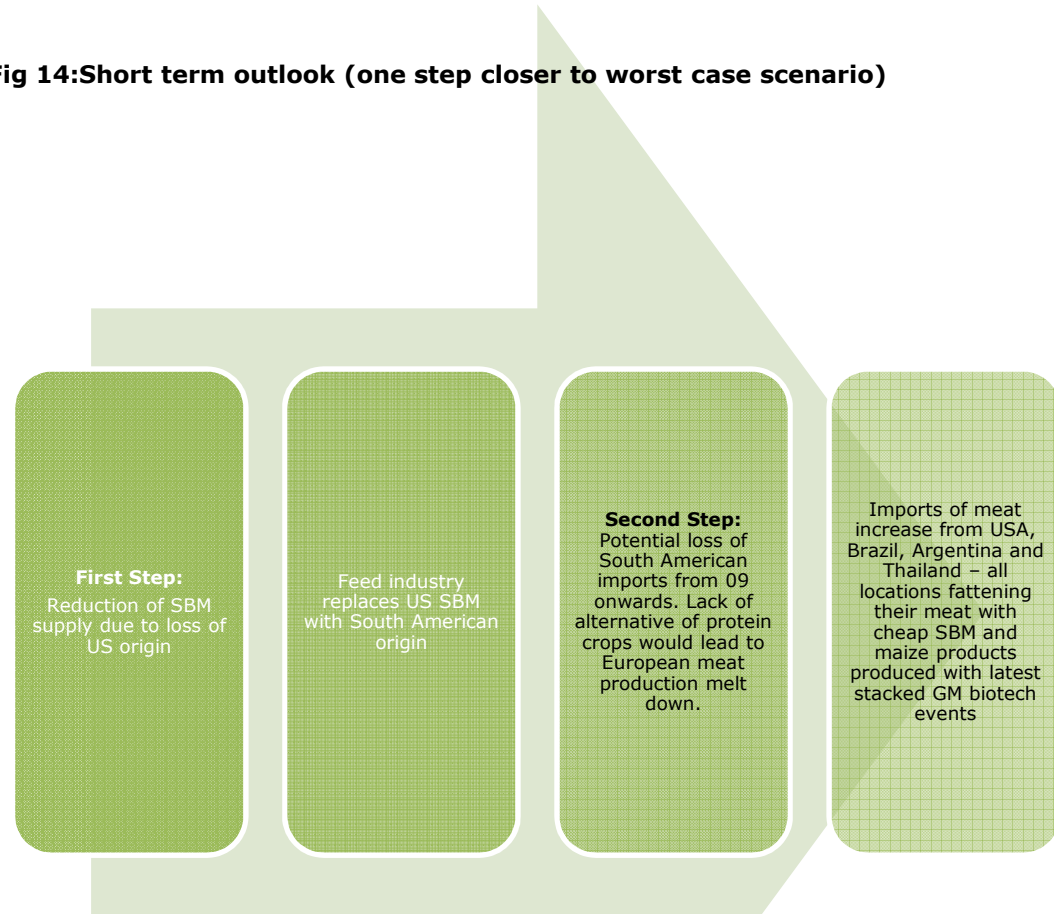 Fig 14:Short term outlook (one step closer to worst case scenario)
First Step:
Reduction of SBM
supply due to loss of
US origin
Feed industry
replaces US SBM
with South American
origin
Second Step:
Potential loss of
South American
imports from 09
onwards. Lack of
alternative of protein
crops would lead to
European meat
production melt
down.
Imports of meat
increase from USA,
Brazil, Argentina and
Thailand – all
locations fattening
their meat with
cheap SBM and
maize products
produced with latest
stacked GM biotech
events